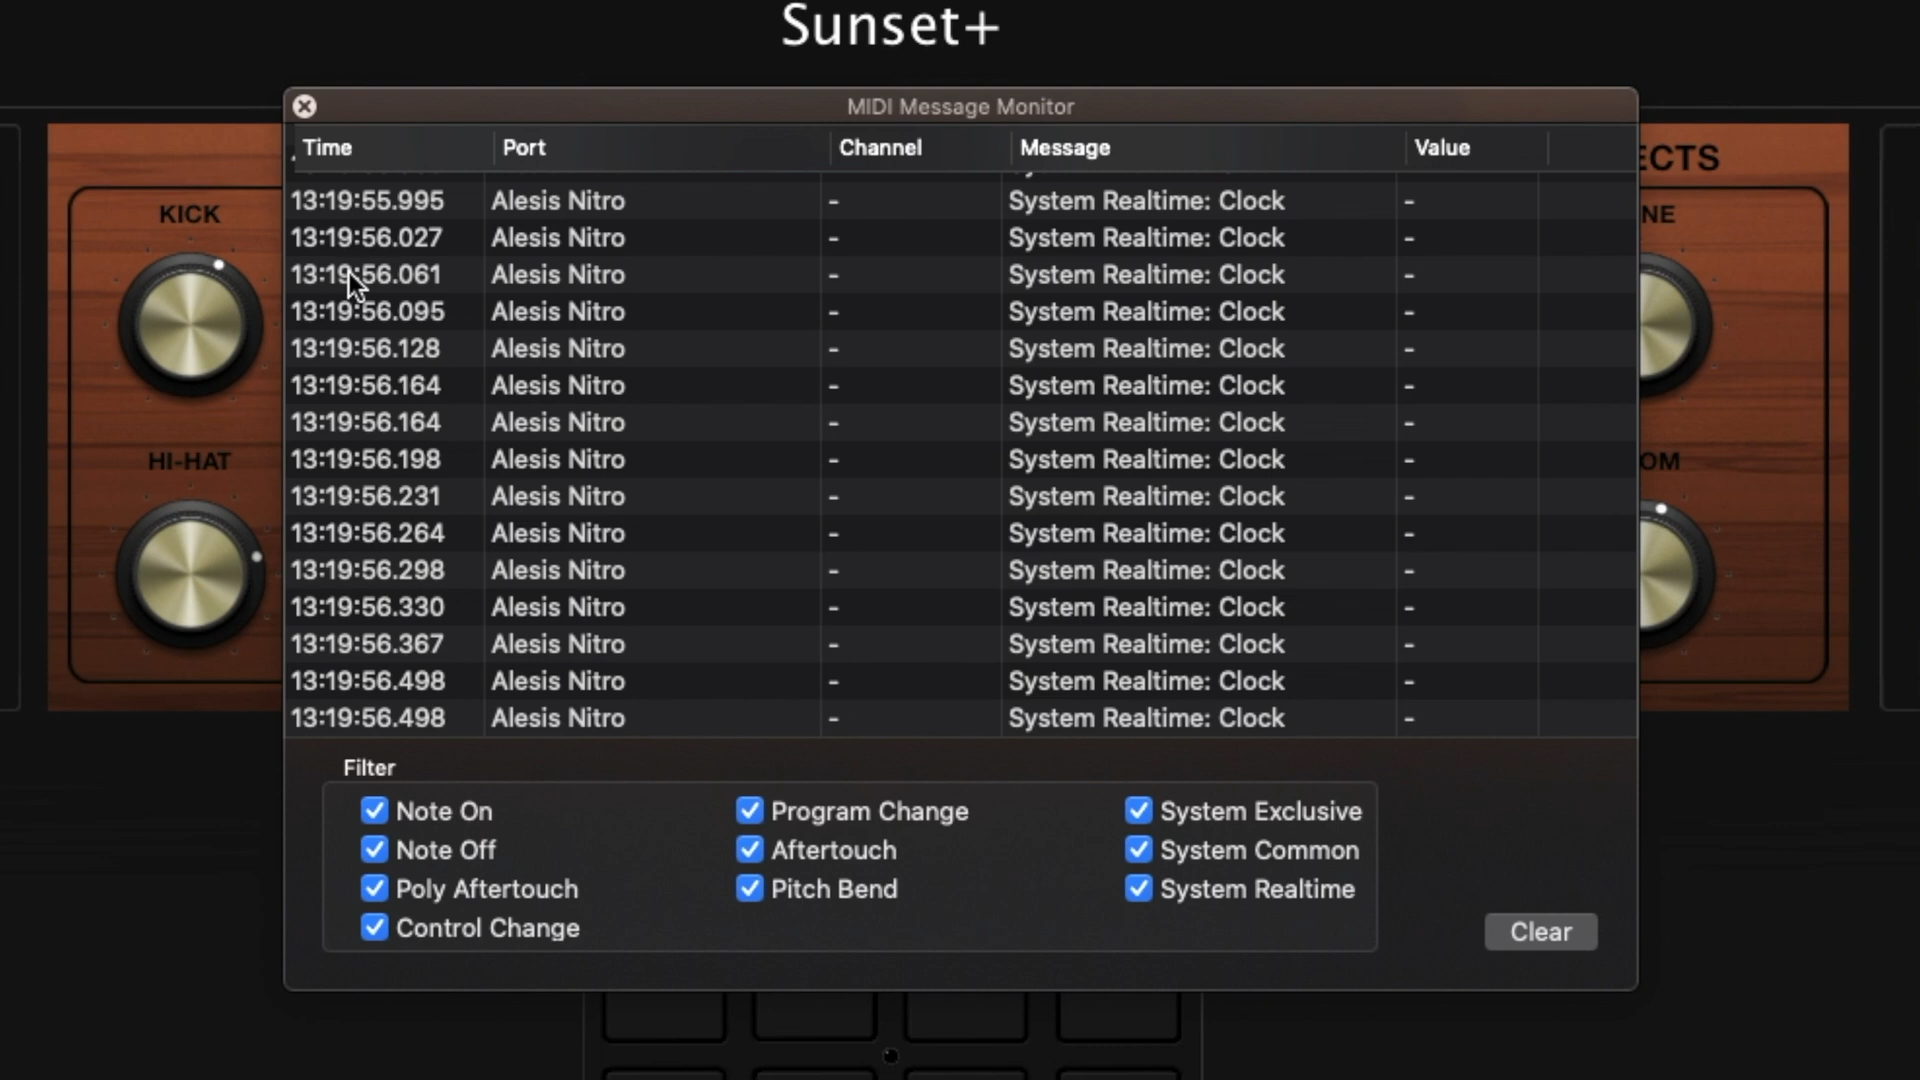 Sunset+
MIDI Message Monitor
Time Port Channel Message Value
13:19:55.995 Alesis Nitro - System Realtime: Clock -
13:19:56.027 Alesis Nitro - System Realtime: Clock -
13:19:56.061 Alesis Nitro - System Realtime: Clock -
13:19:56.095 Alesis Nitro - System Realtime: Clock -
13:19:56.128 Alesis Nitro - System Realtime: Clock -
13:19:56.164 Alesis Nitro - System Realtime: Clock -
13:19:56.164 Alesis Nitro - System Realtime: Clock -
13:19:56.198 Alesis Nitro - System Realtime: Clock -
13:19:56.231 Alesis Nitro - System Realtime: Clock -
13:19:56.264 Alesis Nitro - System Realtime: Clock -
13:19:56.298 Alesis Nitro - System Realtime: Clock -
13:19:56.330 Alesis Nitro - System Realtime: Clock -
13:19:56.367 Alesis Nitro - System Realtime: Clock -
13:19:56.498 Alesis Nitro - System Realtime: Clock -
13:19:56.498 Alesis Nitro - System Realtime: Clock -
Filter
Note On Program Change System Exclusive
Note Off Aftertouch System Common
Poly Aftertouch Pitch Bend System Realtime
Control Change
Clear
KICK
HI-HAT
ECTS
NE
OM